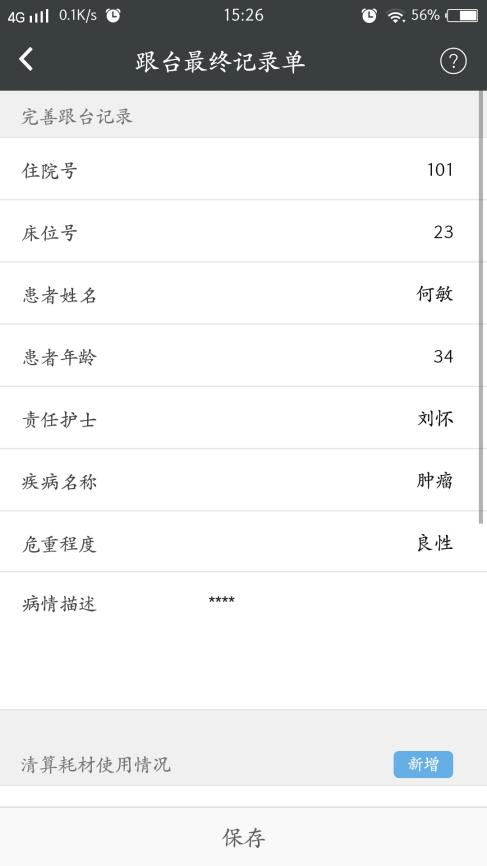 4G 0.1K/s 15:26 56%
跟台最终记录单 ?
完善跟台记录
住院号 101
床位号 23
患者姓名 何敏
患者年龄 34
责任护士 刘怀
疾病名称 肿瘤
危重程度 良性
病情描述 ****
清算耗材使用情况 新增
保存